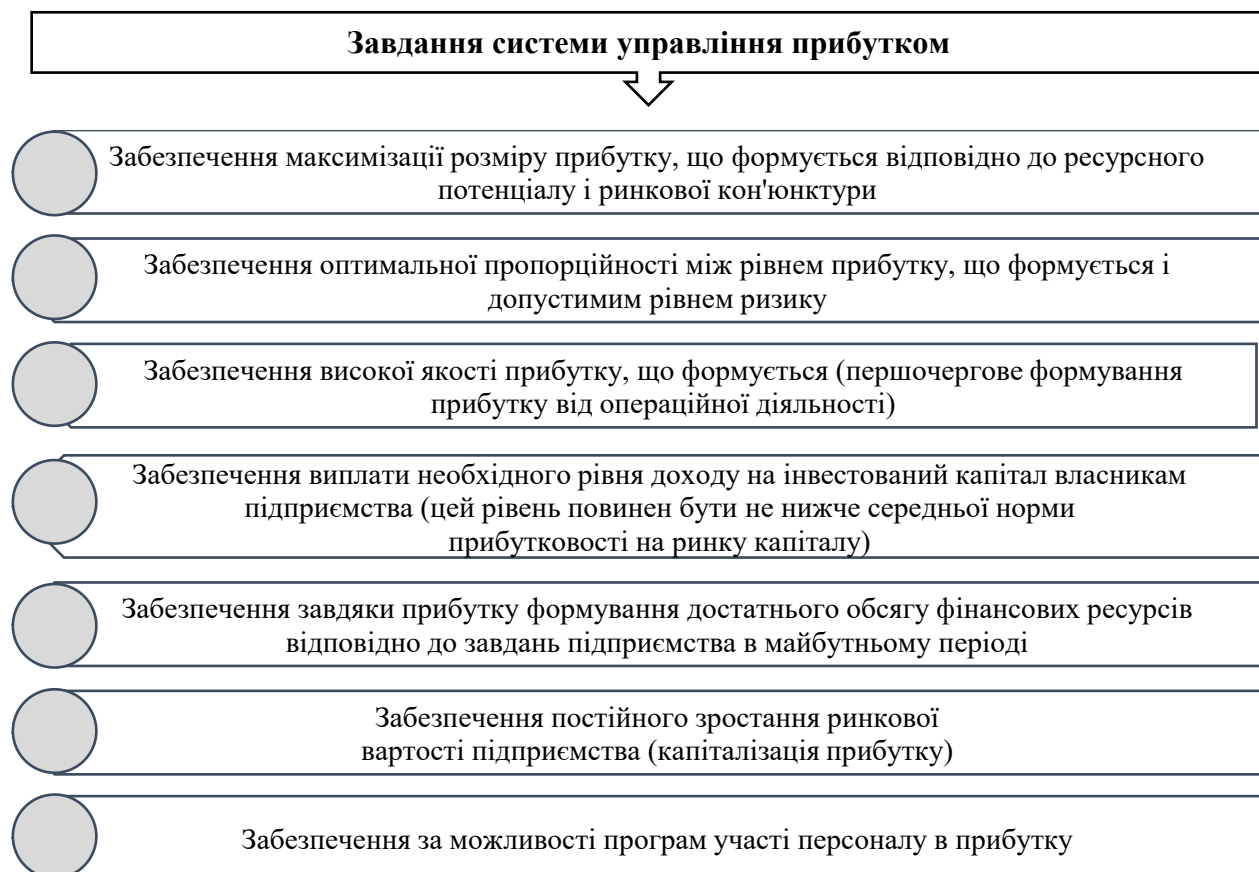 Завдання системи управління прибутком
Забезпечення максимізації розміру прибутку, що формується відповідно до ресурсного
потенціалу і ринкової кон'юнктури
Забезпечення оптимальної пропорційності між рівнем прибутку, що формується і
допустимим рівнем ризику
Забезпечення високої якості прибутку, що формується (першочергове формування
прибутку від операційної діяльності)
Забезпечення виплати необхідного рівня доходу на інвестований капітал власникам
підприємства (цей рівень повинен бути не нижче середньої норми
прибутковості на ринку капіталу)
Забезпечення завдяки прибутку формування достатнього обсягу фінансових ресурсів
відповідно до завдань підприємства в майбутньому періоді
Забезпечення постійного зростання ринкової
вартості підприємства (капіталізація прибутку)
Забезпечення за можливості програм участі персоналу в прибутку